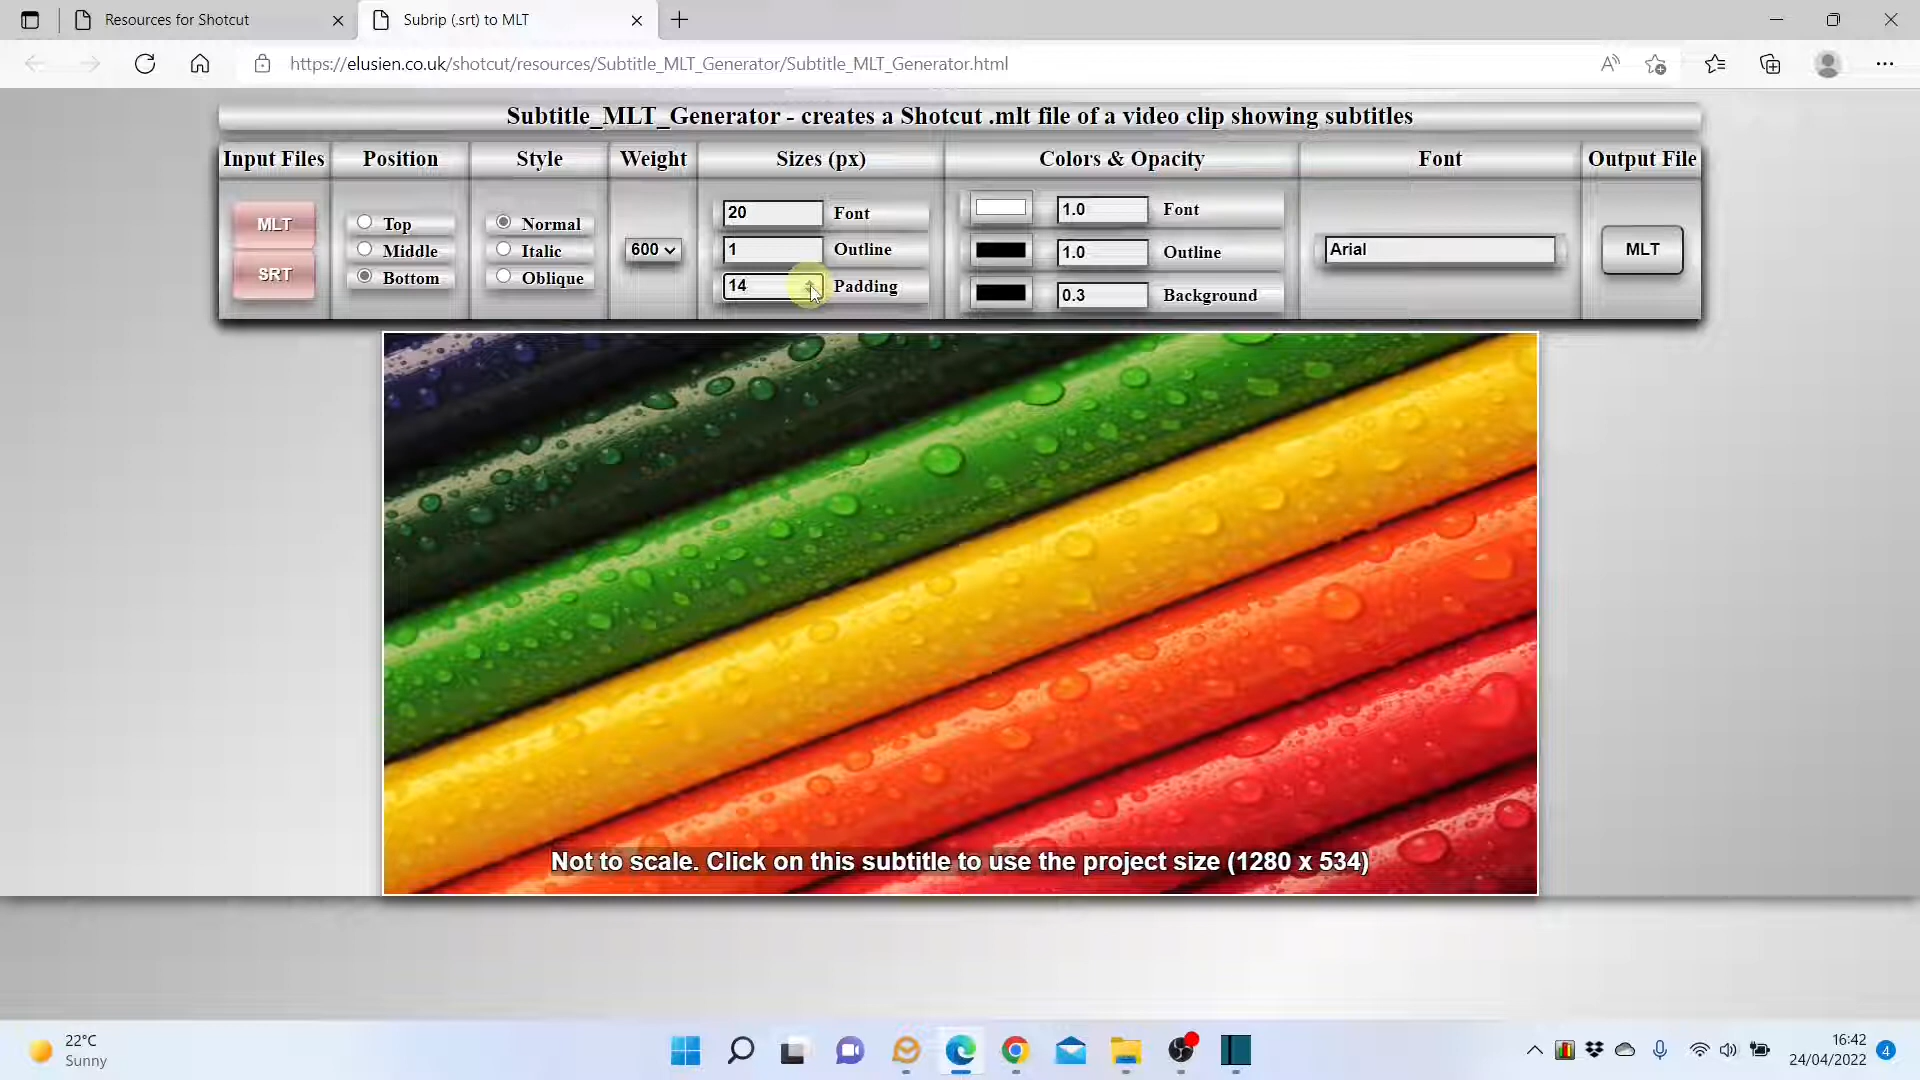 Resources for Shotcut
Subrip (.srt) to MLT
https://elusien.co.uk/shotcut/resources/Subtitle_MLT_Generator/Subtitle_MLT_Generator.html
Subtitle_MLT_Generator - creates a Shotcut .mlt file of a video clip showing subtitles
Input Files Position Style Weight Sizes (px) Colors & Opacity Font Output File
MLT
SRT
Top
Middle
Bottom
Normal
Italic
Oblique
600
20 Font
1 Outline
14 Padding
1.0 Font
1.0 Outline
0.3 Background
Arial
MLT
Not to scale. Click on this subtitle to use the project size (1280 x 534)
22°C
Sunny
16:42
24/04/2022
4